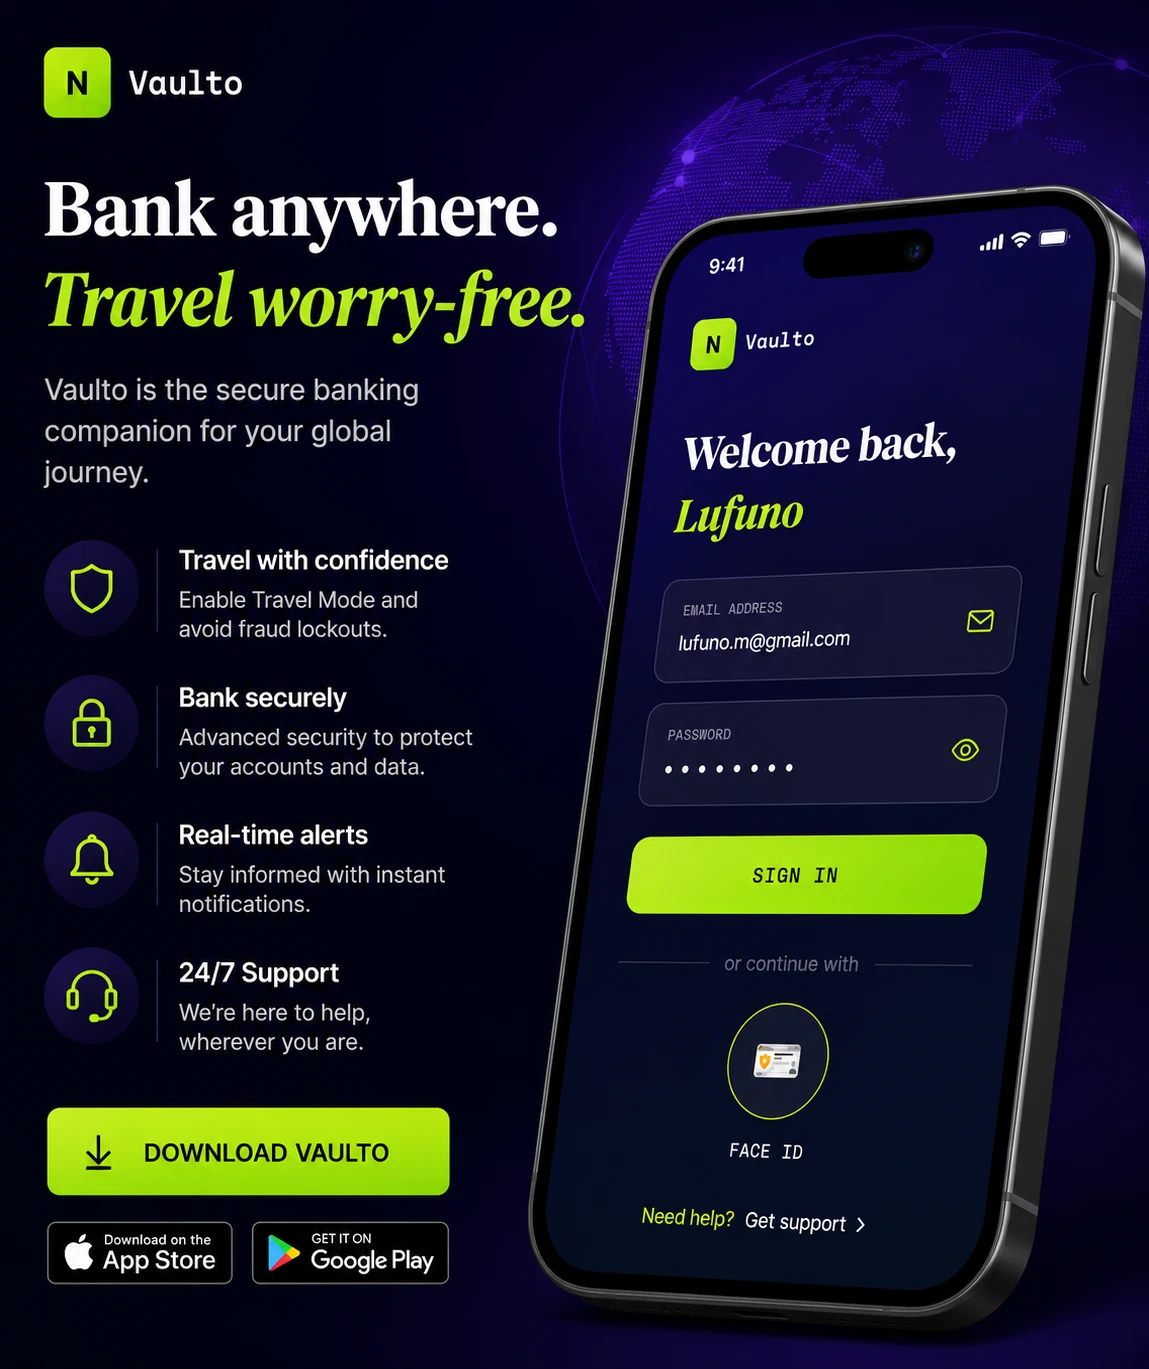 N Vaulto
Bank anywhere.
Travel worry-free.
Vaulto is the secure banking
companion for your global
journey.
Travel with confidence
Enable Travel Mode and
avoid fraud lockouts.
Bank securely
Advanced security to protect
your accounts and data.
Real-time alerts
Stay informed with instant
notifications.
24/7 Support
We're here to help,
wherever you are.
DOWNLOAD VAULTO
Download on the
App Store
GET IT ON
Google Play
9:41
N Vaulto
Welcome back,
Lufuno
EMAIL ADDRESS
lufuno.m@gmail.com
PASSWORD
••••••••
SIGN IN
or continue with
FACE ID
Need help? Get support >